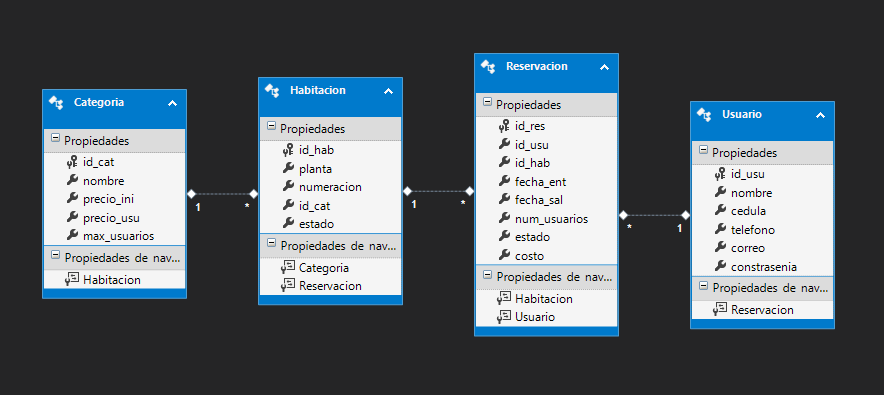 Categoria
Propiedades
id_cat
nombre
precio_ini
precio_usu
max_usuarios
Propiedades de nav...
Habitacion
1
*
Habitacion
Propiedades
id_hab
planta
numeracion
id_cat
estado
Propiedades de nav...
Categoria
Reservacion
1
*
Reservacion
Propiedades
id_res
id_usu
id_hab
fecha_ent
fecha_sal
num_usuarios
estado
costo
Propiedades de nav...
Habitacion
Usuario
*
1
Usuario
Propiedades
id_usu
nombre
cedula
telefono
correo
constrasenia
Propiedades de nav...
Reservacion